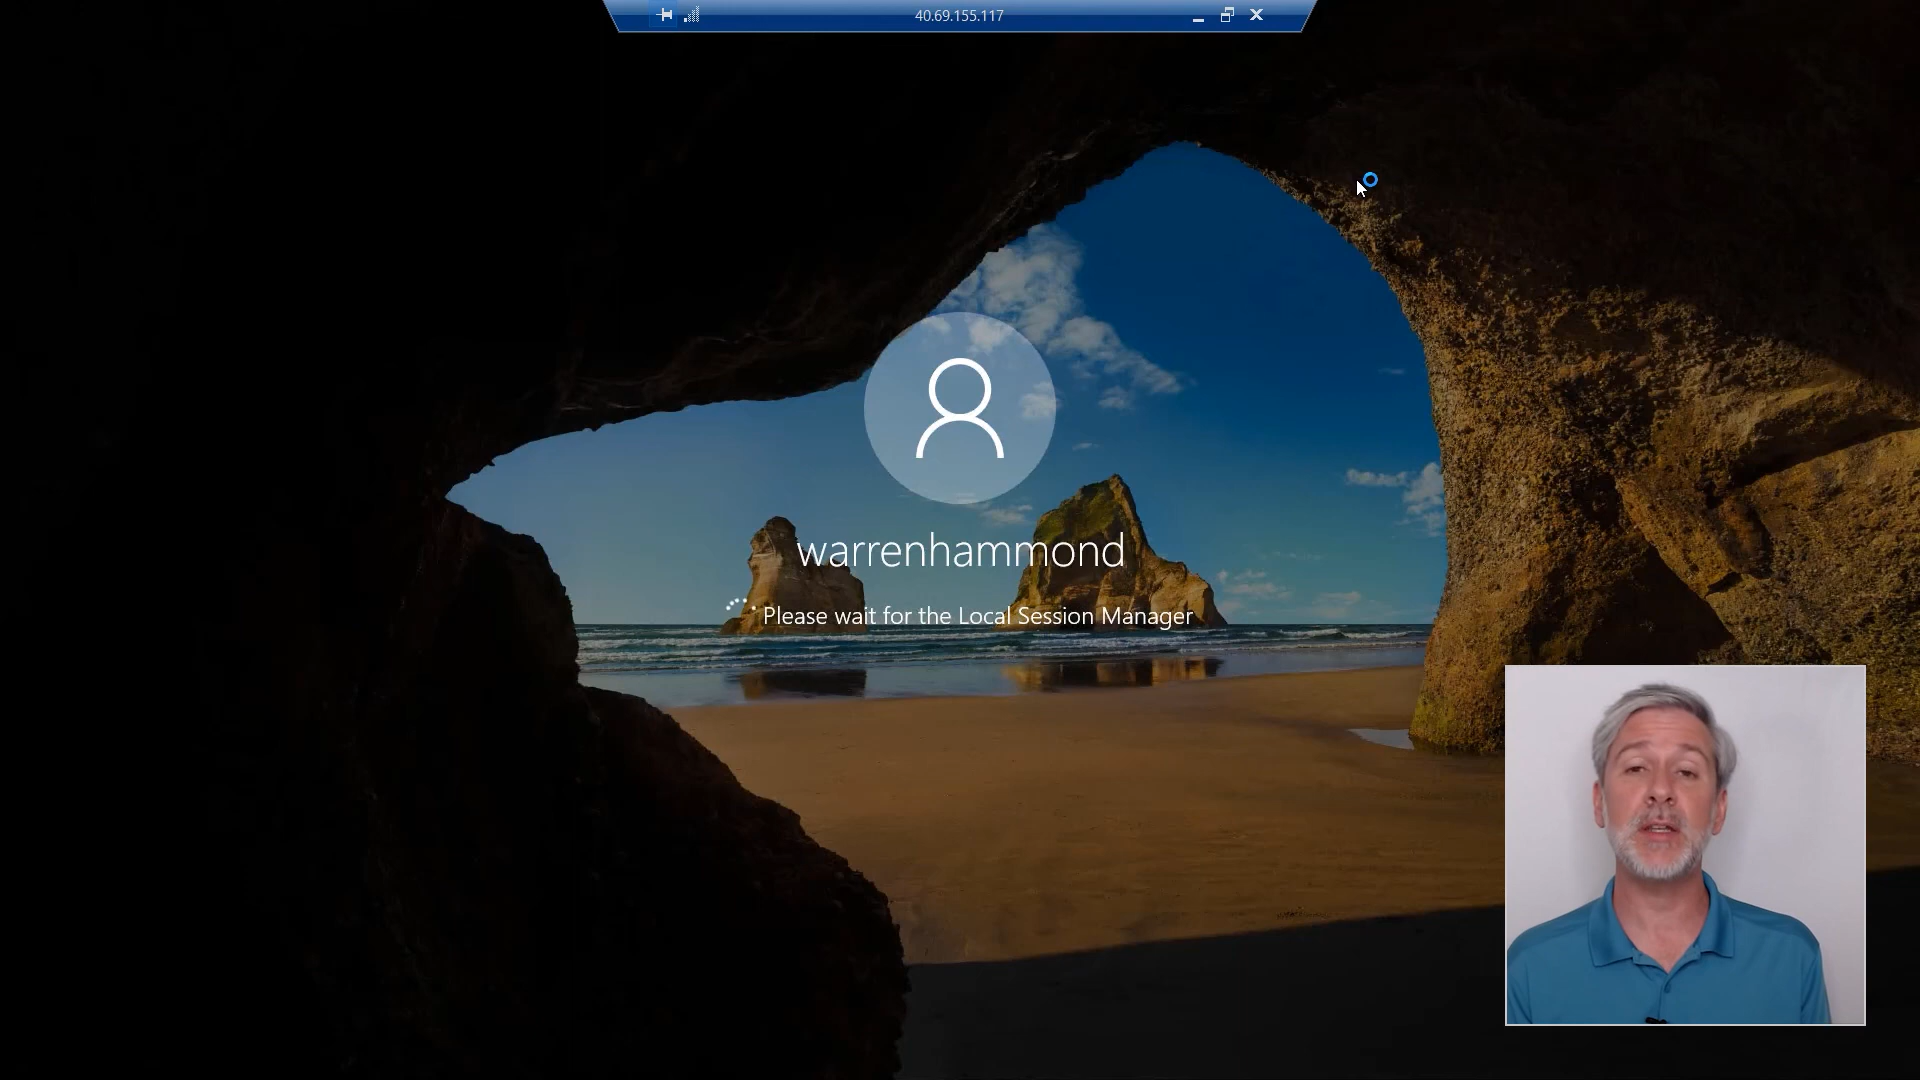 40.69.155.117
warrenhammond
Please wait for the Local Session Manager